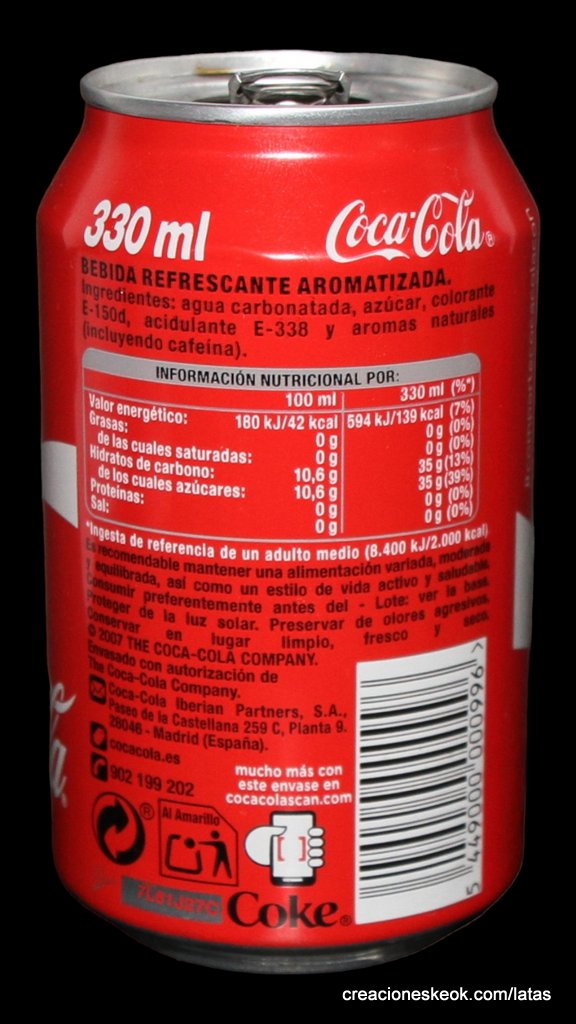 330 ml
Coca-Cola®
BEBIDA REFRESCANTE AROMATIZADA.
Ingredientes: agua carbonatada, azúcar, colorante
E-150d, acidulante E-338 y aromas naturales
(incluyendo cafeína).
INFORMACIÓN NUTRICIONAL POR:
100 ml 330 ml (%*)
Valor energético: 180 kJ/42 kcal 594 kJ/139 kcal (7%)
Grasas: 0 g 0 g (0%)
de las cuales saturadas: 0 g 0 g (0%)
Hidratos de carbono: 10,6 g 35 g (13%)
de los cuales azúcares: 10,6 g 35 g (39%)
Proteínas: 0 g 0 g (0%)
Sal: 0 g 0 g (0%)
*Ingesta de referencia de un adulto medio (8.400 kJ/2.000 kcal)
Es recomendable mantener una alimentación variada, moderada
y equilibrada, así como un estilo de vida activo y saludable.
Consumir preferentemente antes del - Lote: ver la base.
Proteger de la luz solar. Preservar de olores agresivos.
Conservar en lugar limpio, fresco y seco.
© 2007 THE COCA-COLA COMPANY.
Envasado con autorización de
The Coca-Cola Company.
Coca-Cola Iberian Partners, S.A.,
Paseo de la Castellana 259 C, Planta 9.
28046 - Madrid (España).
cocacola.es
902 199 202
mucho más con
este envase en
cocacolascan.com
®
Al Amarillo
Coke®
5 449000 000996 >
creacioneskeok.com/latas